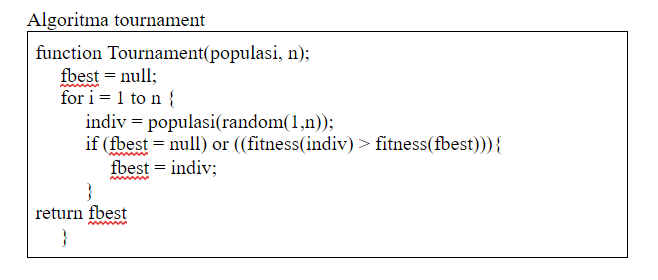 Algoritma tournament
function Tournament(populasi, n);
fbest = null;
for i = 1 to n {
indiv = populasi(random(1,n));
if (fbest = null) or ((fitness(indiv) > fitness(fbest))){
fbest = indiv;
}
return fbest
}